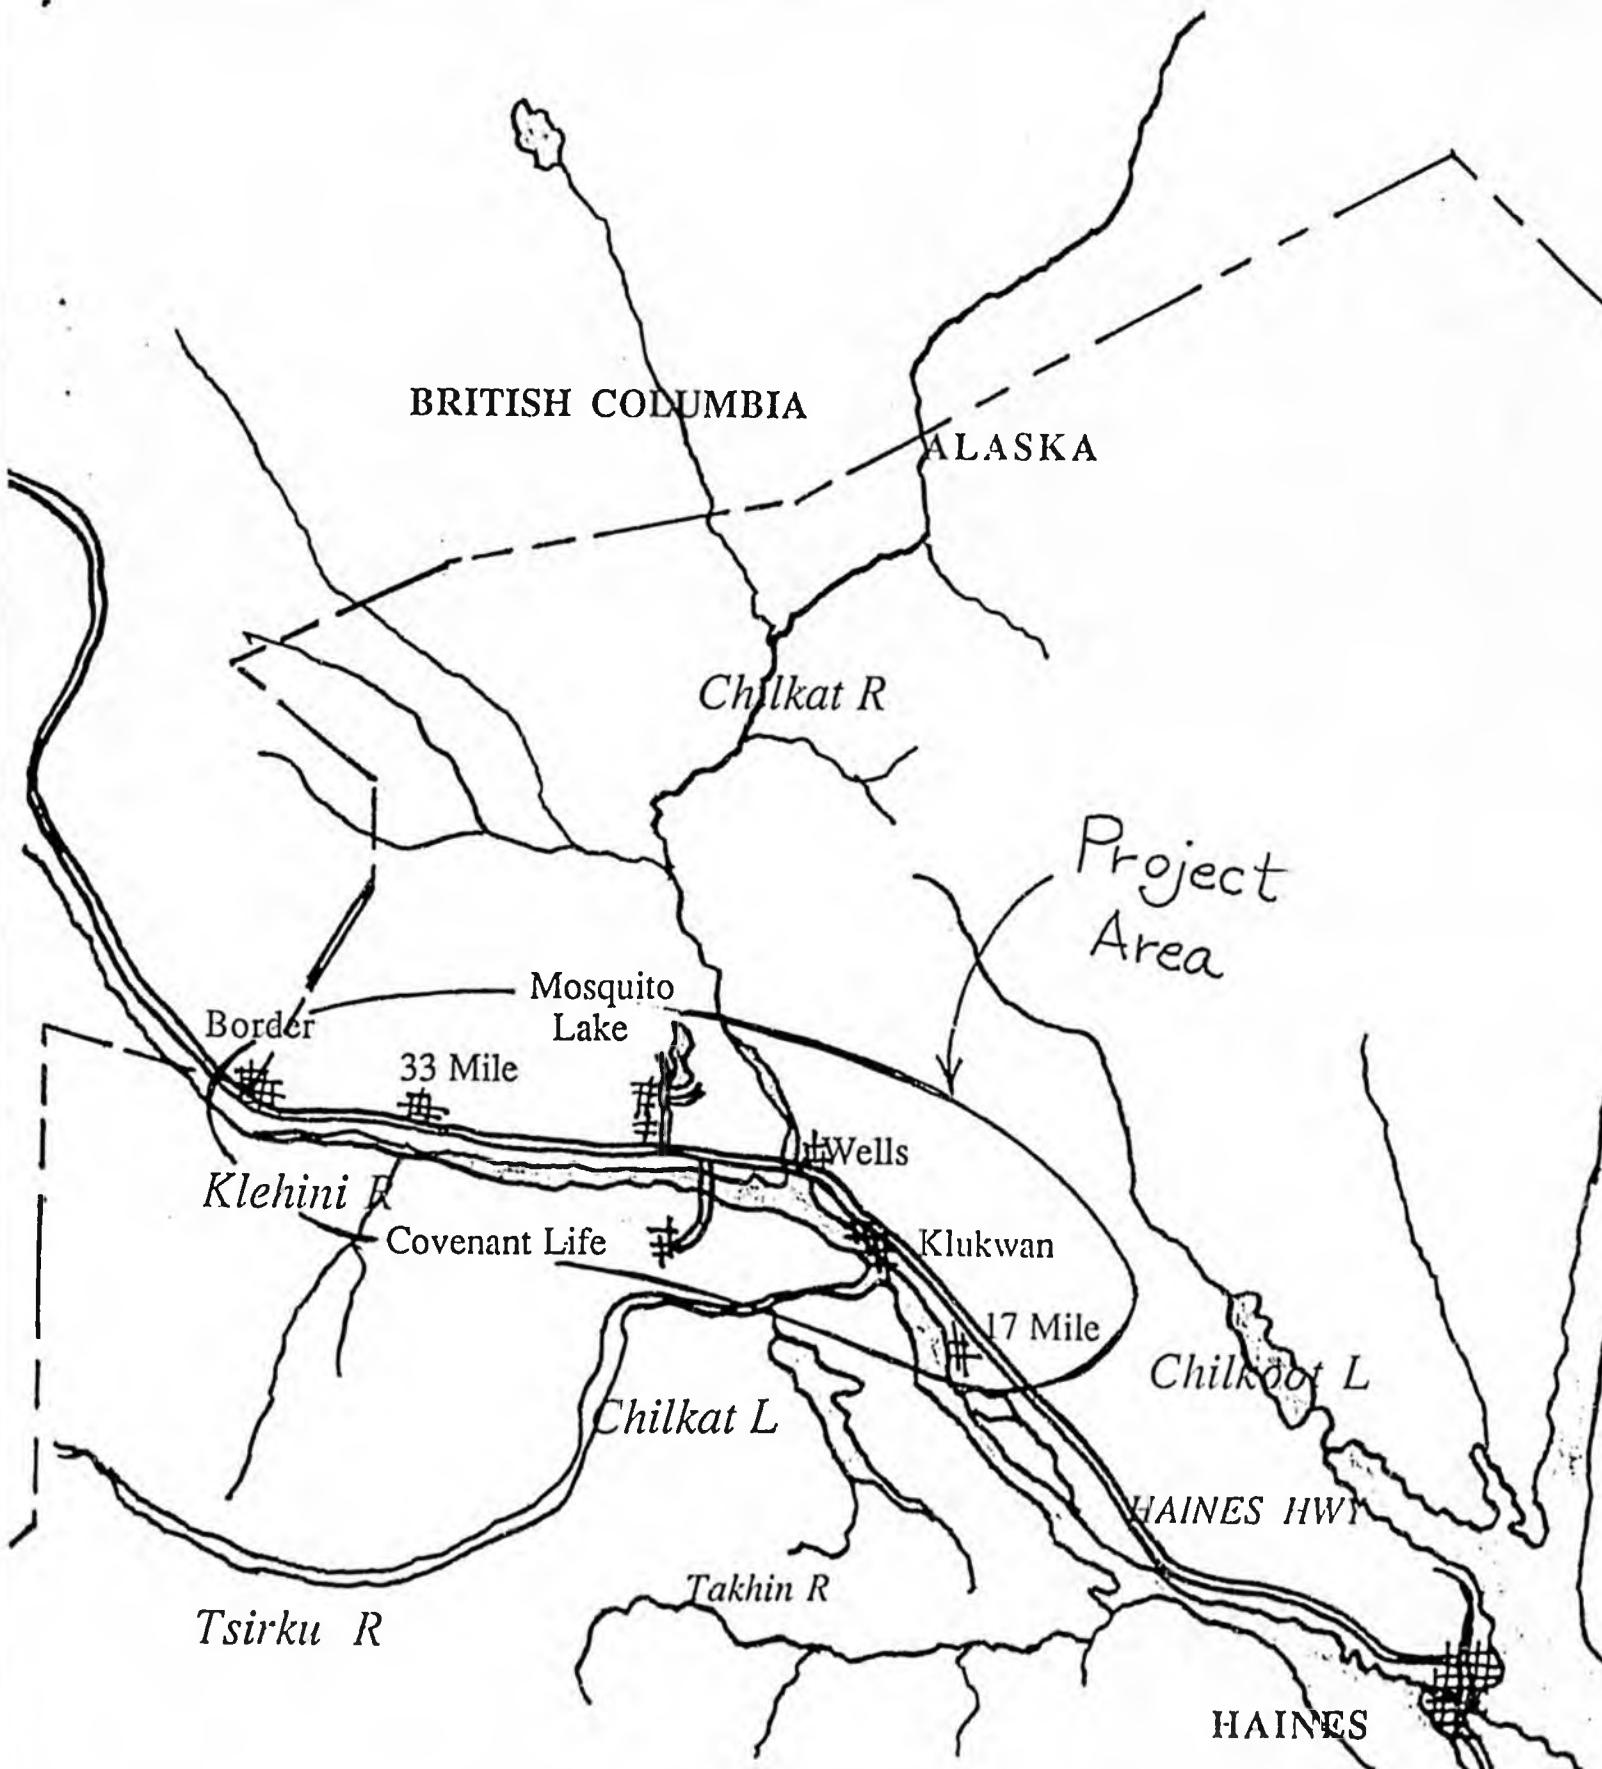 BRITISH COLUMBIA
ALASKA
Chilkat R
Project
Area
Mosquito
Lake
Border
33 Mile
Wells
Klehini R
Covenant Life
Klukwan
17 Mile
Chilkoot L
Chilkat L
HAINES HWY
Takhin R
Tsirku R
HAINES